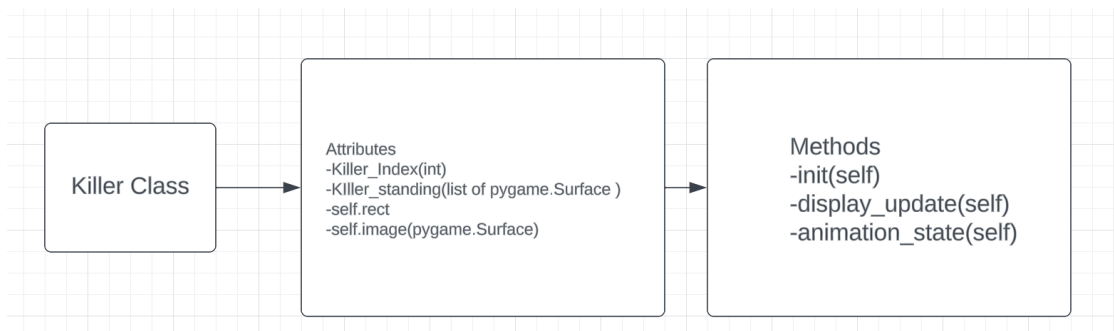 Killer Class
Attributes
-Killer_Index(int)
-KIller_standing(list of pygame.Surface )
-self.rect
-self.image(pygame.Surface)
Methods
-init(self)
-display_update(self)
-animation_state(self)